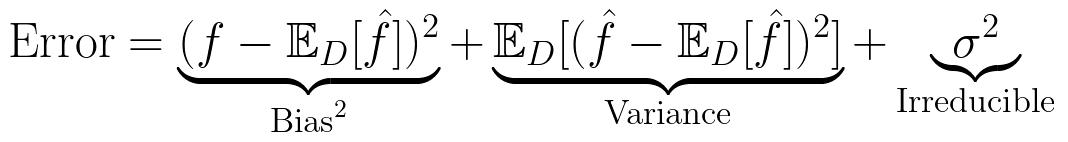 Error = (f − 𝔼_D[f̂])² + 𝔼_D[(f̂ − 𝔼_D[f̂])²] + σ²
Bias² Variance Irreducible